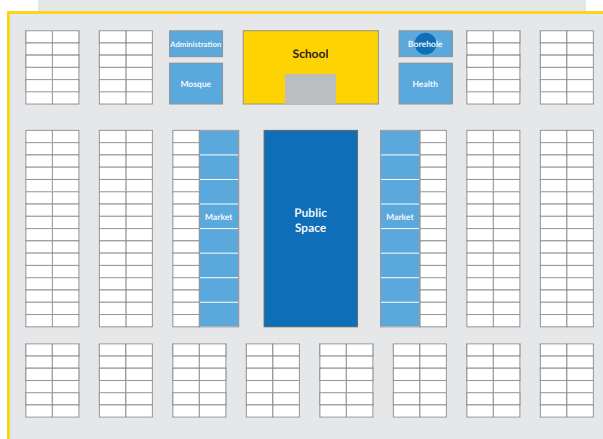 Administration
School
Borehole
Mosque
Health
Market
Public
Space
Market